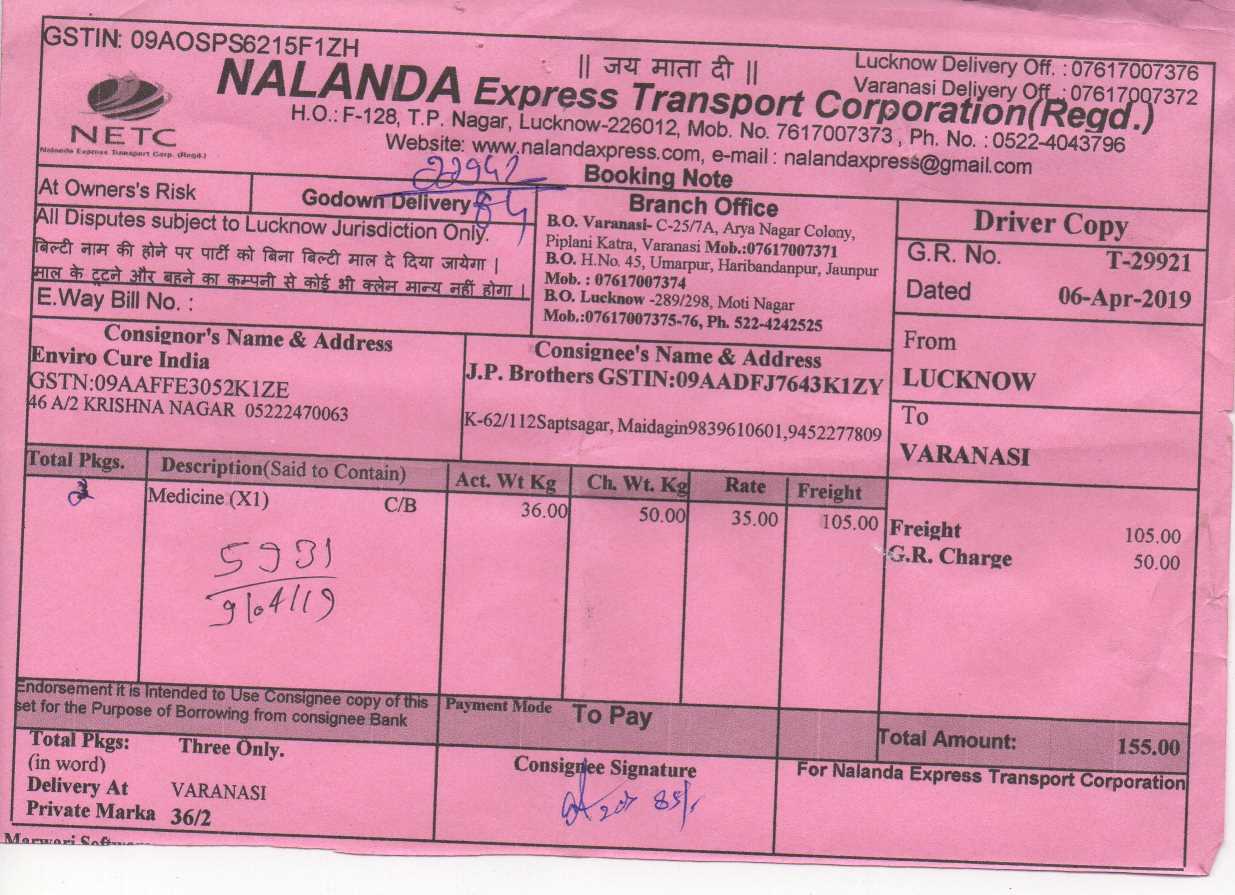 GSTIN: 09AOSPS6215F1ZH
|| जय माता दी ||
Lucknow Delivery Off. : 07617007376
Varanasi Delivery Off. : 07617007372
NETC
Nalanda Express Transport Corp. (Regd.)
NALANDA Express Transport Corporation(Regd.)
H.O.: F-128, T.P. Nagar, Lucknow-226012, Mob. No. 7617007373 , Ph. No. : 0522-4043796
Website: www.nalandaxpress.com, e-mail : nalandaxpress@gmail.com
22942
84
Booking Note
At Owners's Risk
Godown Delivery
All Disputes subject to Lucknow Jurisdiction Only.
बिल्टी नाम की होने पर पार्टी को बिना बिल्टी माल दे दिया जायेगा |
माल के टूटने और बहने का कम्पनी से कोई भी क्लेम मान्य नहीं होगा |
E.Way Bill No. :
Branch Office
B.O. Varanasi- C-25/7A, Arya Nagar Colony,
Piplani Katra, Varanasi Mob.:07617007371
B.O. H.No. 45, Umarpur, Haribandanpur, Jaunpur
Mob. : 07617007374
B.O. Lucknow -289/298, Moti Nagar
Mob.:07617007375-76, Ph. 522-4242525
Driver Copy
G.R. No. T-29921
Dated 06-Apr-2019
From
LUCKNOW
To
VARANASI
Consignor's Name & Address
Enviro Cure India
GSTN:09AAFFE3052K1ZE
46 A/2 KRISHNA NAGAR 05222470063
Consignee's Name & Address
J.P. Brothers GSTIN:09AADFJ7643K1ZY
K-62/112Saptsagar, Maidagin9839610601,9452277809
Total Pkgs. Description(Said to Contain) Act. Wt Kg Ch. Wt. Kg Rate Freight
Medicine (X1) C/B 36.00 50.00 35.00 105.00
5931
9/04/19
Freight 105.00
G.R. Charge 50.00
Endorsement it is Intended to Use Consignee copy of this
set for the Purpose of Borrowing from consignee Bank
Payment Mode To Pay
Total Amount: 155.00
Total Pkgs: Three Only.
(in word)
Delivery At VARANASI
Private Marka 36/2
Consignee Signature
For Nalanda Express Transport Corporation